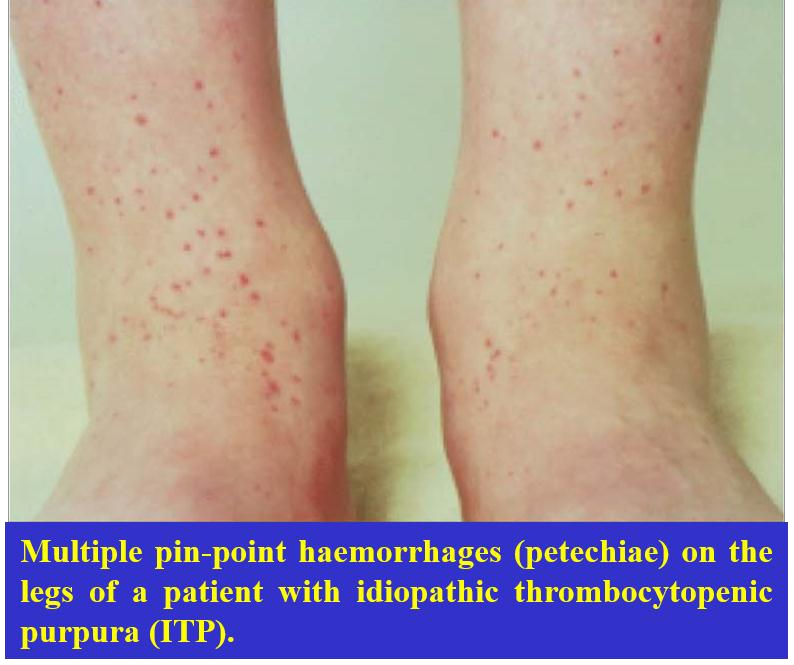 Multiple pin-point haemorrhages (petechiae) on the
legs of a patient with idiopathic thrombocytopenic
purpura (ITP).